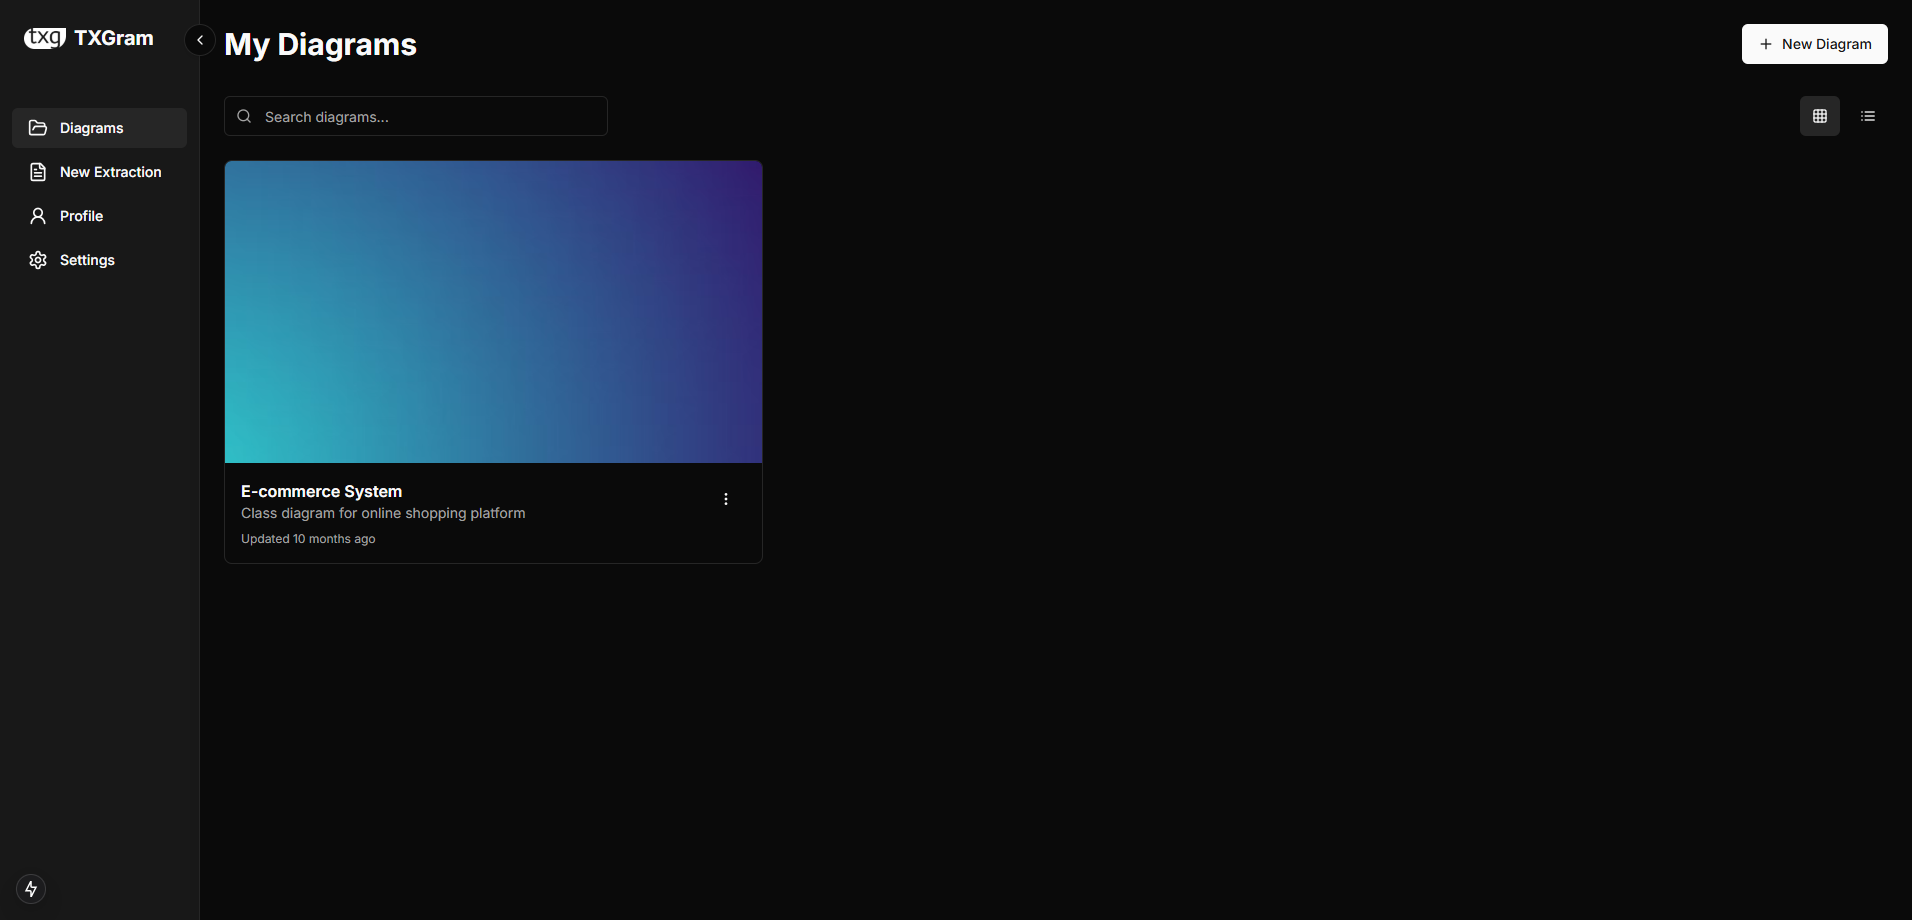 txg TXGram
Diagrams
New Extraction
Profile
Settings
My Diagrams
New Diagram
Search diagrams...
E-commerce System
Class diagram for online shopping platform
Updated 10 months ago